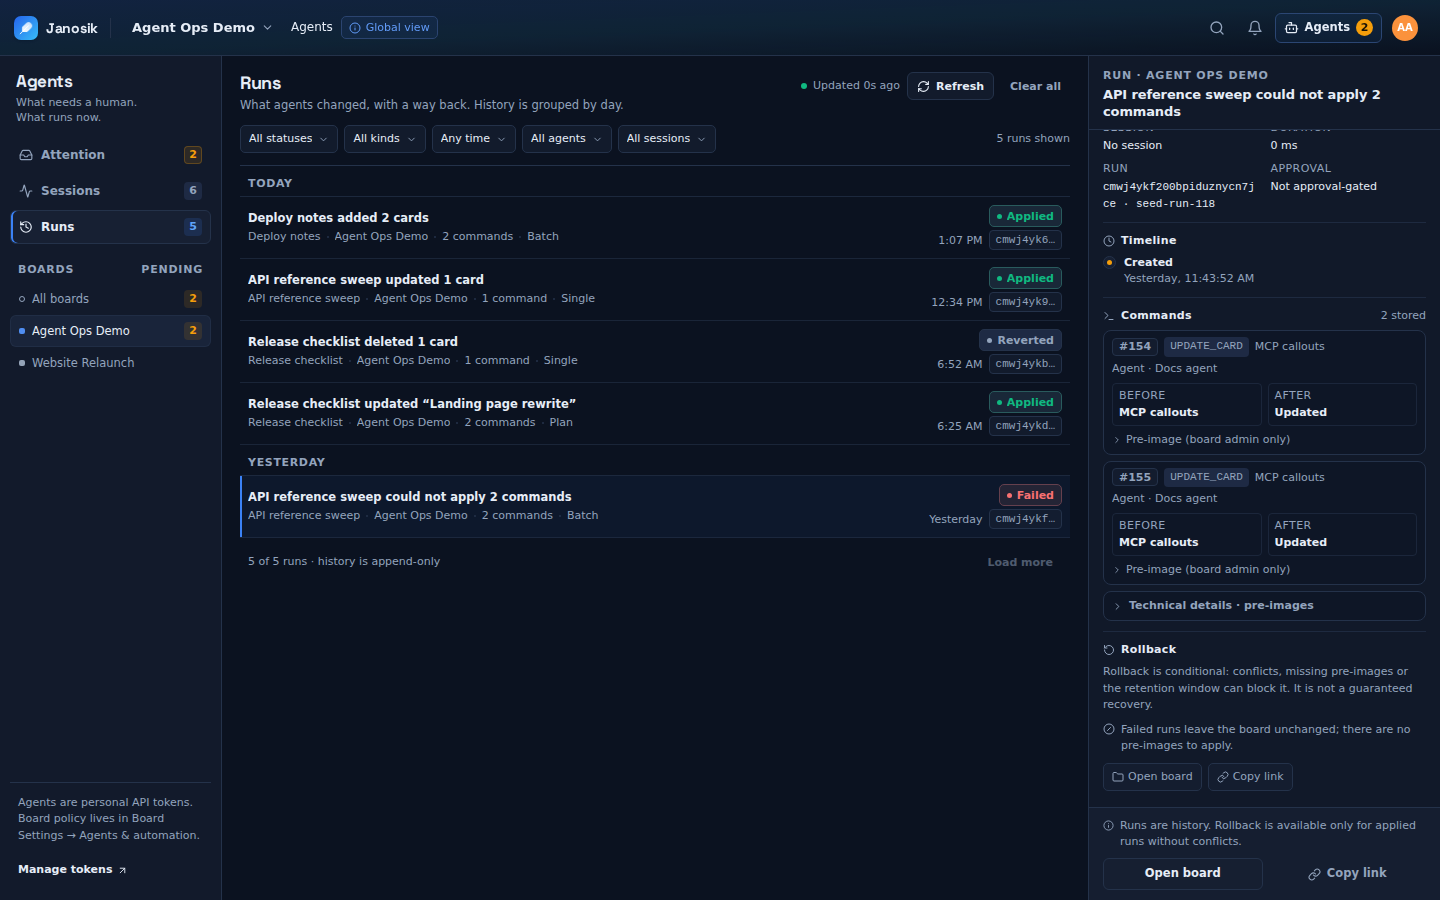 Janosik
Agent Ops Demo
Agents
Global view
Agents 2
AA
Agents
What needs a human.
What runs now.
Attention 2
Sessions 6
Runs 5
BOARDS PENDING
All boards 2
Agent Ops Demo 2
Website Relaunch
Agents are personal API tokens.
Board policy lives in Board
Settings → Agents & automation.
Manage tokens
Runs
What agents changed, with a way back. History is grouped by day.
Updated 0s ago
Refresh
Clear all
All statuses
All kinds
Any time
All agents
All sessions
5 runs shown
TODAY
Deploy notes added 2 cards
Applied
Deploy notes · Agent Ops Demo · 2 commands · Batch
1:07 PM cmwj4yk6…
API reference sweep updated 1 card
Applied
API reference sweep · Agent Ops Demo · 1 command · Single
12:34 PM cmwj4yk9…
Release checklist deleted 1 card
Reverted
Release checklist · Agent Ops Demo · 1 command · Single
6:52 AM cmwj4ykb…
Release checklist updated “Landing page rewrite”
Applied
Release checklist · Agent Ops Demo · 2 commands · Plan
6:25 AM cmwj4ykd…
YESTERDAY
API reference sweep could not apply 2 commands
Failed
API reference sweep · Agent Ops Demo · 2 commands · Batch
Yesterday cmwj4ykf…
5 of 5 runs · history is append-only
Load more
RUN · AGENT OPS DEMO
API reference sweep could not apply 2
commands
SESSION DURATION
No session 0 ms
RUN APPROVAL
cmwj4ykf200bpiduznycn7j
ce · seed-run-118
Not approval-gated
Timeline
Created
Yesterday, 11:43:52 AM
Commands 2 stored
#154 UPDATE_CARD MCP callouts
Agent · Docs agent
BEFORE AFTER
MCP callouts Updated
Pre-image (board admin only)
#155 UPDATE_CARD MCP callouts
Agent · Docs agent
BEFORE AFTER
MCP callouts Updated
Pre-image (board admin only)
Technical details · pre-images
Rollback
Rollback is conditional: conflicts, missing pre-images or
the retention window can block it. It is not a guaranteed
recovery.
Failed runs leave the board unchanged; there are no
pre-images to apply.
Open board
Copy link
Runs are history. Rollback is available only for applied
runs without conflicts.
Open board
Copy link